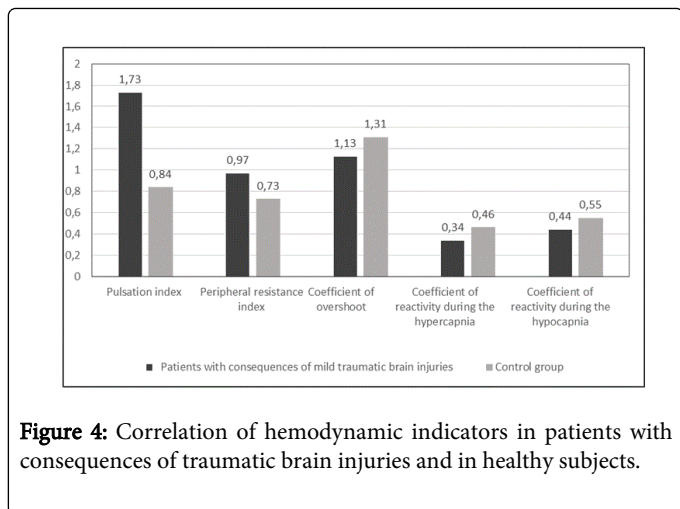 2
1,8
1,6
1,4
1,2
1
0,8
0,6
0,4
0,2
0
1,73
0,84
0,97
0,73
1,13
1,31
0,34
0,46
0,44
0,55
Pulsation index
Peripheral resistance
index
Coefficient of
overshoot
Coefficient of
reactivity during the
hypercapnia
Coefficient of
reactivity during the
hypocapnia
Patients with consequences of mild traumatic brain injuries
Control group
Figure 4: Correlation of hemodynamic indicators in patients with
consequences of traumatic brain injuries and in healthy subjects.